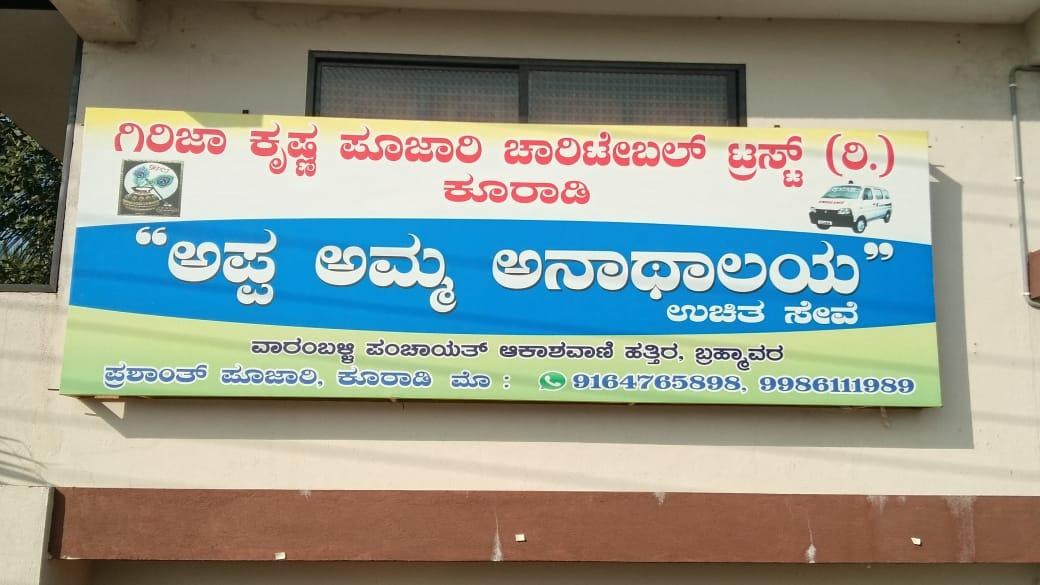 ಗಿರಿಜಾ ಕೃಷ್ಣ ಪೂಜಾರಿ ಚಾರಿಟೇಬಲ್ ಟ್ರಸ್ಟ್ (ರಿ.)
ಕೂರಾಡಿ
“ಅಪ್ಪ ಅಮ್ಮ ಅನಾಥಾಲಯ”
ಉಚಿತ ಸೇವೆ
ವಾರಂಬಳ್ಳಿ ಪಂಚಾಯತ್ ಆಕಾಶವಾಣಿ ಹತ್ತಿರ, ಬ್ರಹ್ಮಾವರ
ಪ್ರಶಾಂತ್ ಪೂಜಾರಿ, ಕೂರಾಡಿ ಮೊ : 9164765898, 9986111989